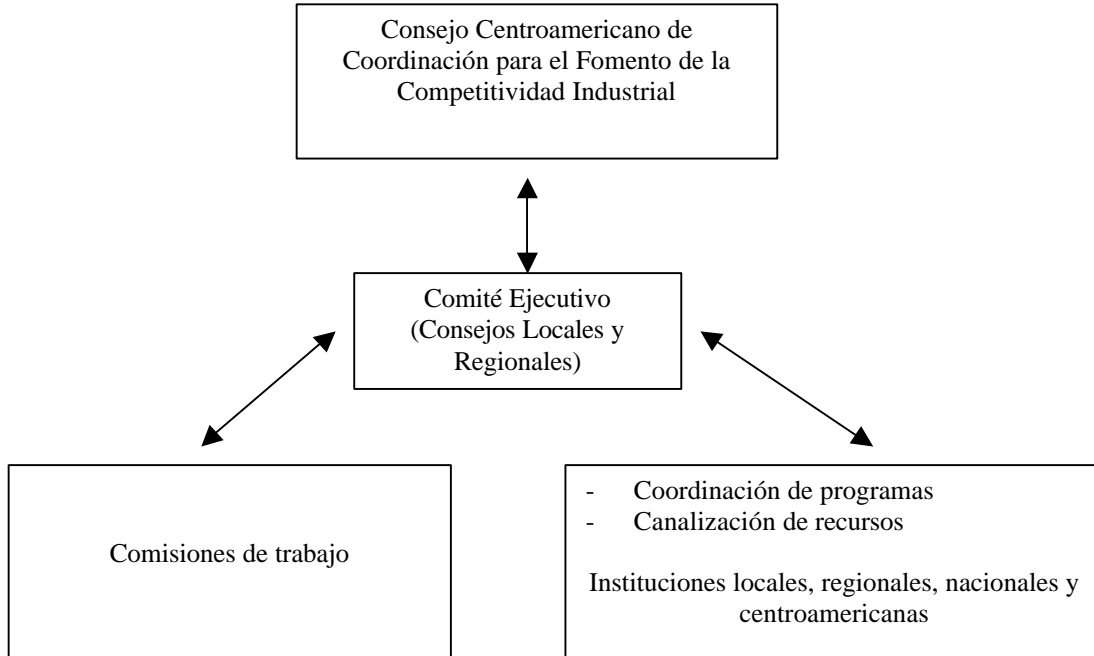 Consejo Centroamericano de
Coordinación para el Fomento de la
Competitividad Industrial
Comité Ejecutivo
(Consejos Locales y
Regionales)
Comisiones de trabajo
- Coordinación de programas
- Canalización de recursos
Instituciones locales, regionales, nacionales y
centroamericanas